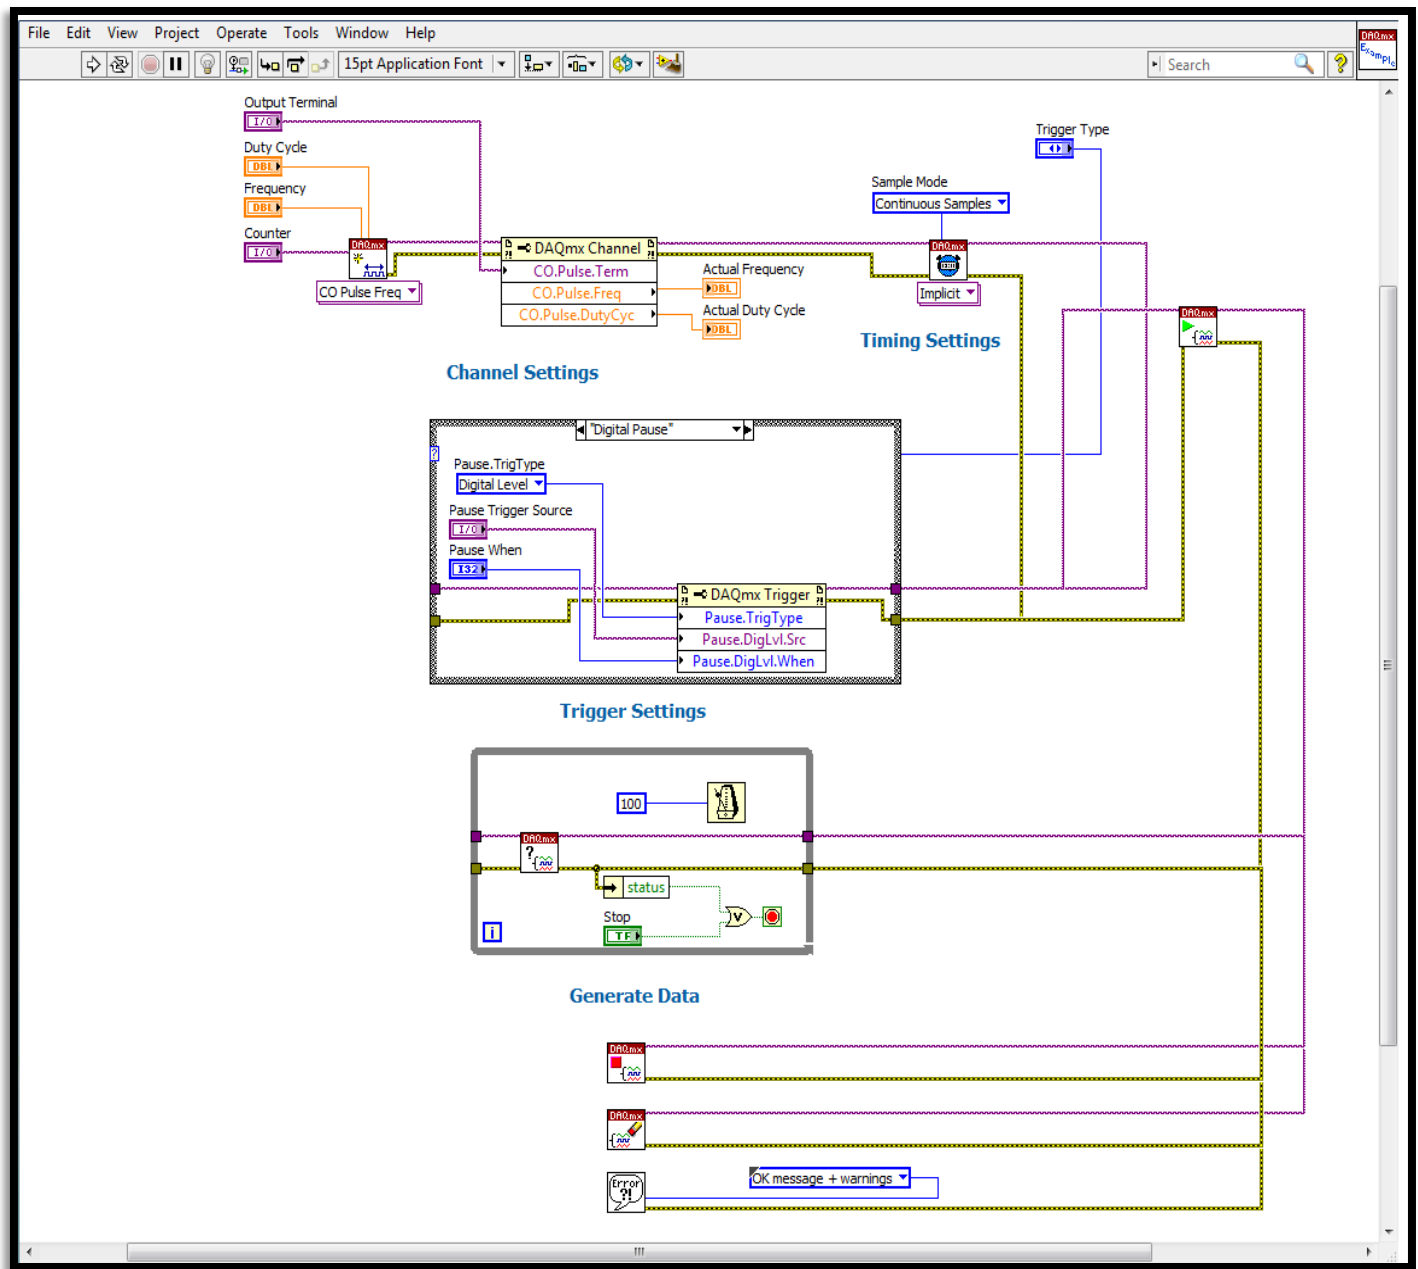 File Edit View Project Operate Tools Window Help
15pt Application Font
Search
DAQmx
Example
Output Terminal
I/O
Trigger Type
Duty Cycle
DBL
Sample Mode
Continuous Samples
Frequency
DBL
Counter
I/O
DAQmx
CO Pulse Freq
DAQmx Channel
CO.Pulse.Term
CO.Pulse.Freq
CO.Pulse.DutyCyc
Actual Frequency
DBL
Actual Duty Cycle
DBL
DAQmx
Implicit
Timing Settings
DAQmx
Channel Settings
"Digital Pause"
?
Pause.TrigType
Digital Level
Pause Trigger Source
I/O
Pause When
I32
DAQmx Trigger
Pause.TrigType
Pause.DigLvl.Src
Pause.DigLvl.When
Trigger Settings
100
DAQmx
?
status
Stop
TF
V
i
Generate Data
DAQmx
DAQmx
OK message + warnings
Error
?!